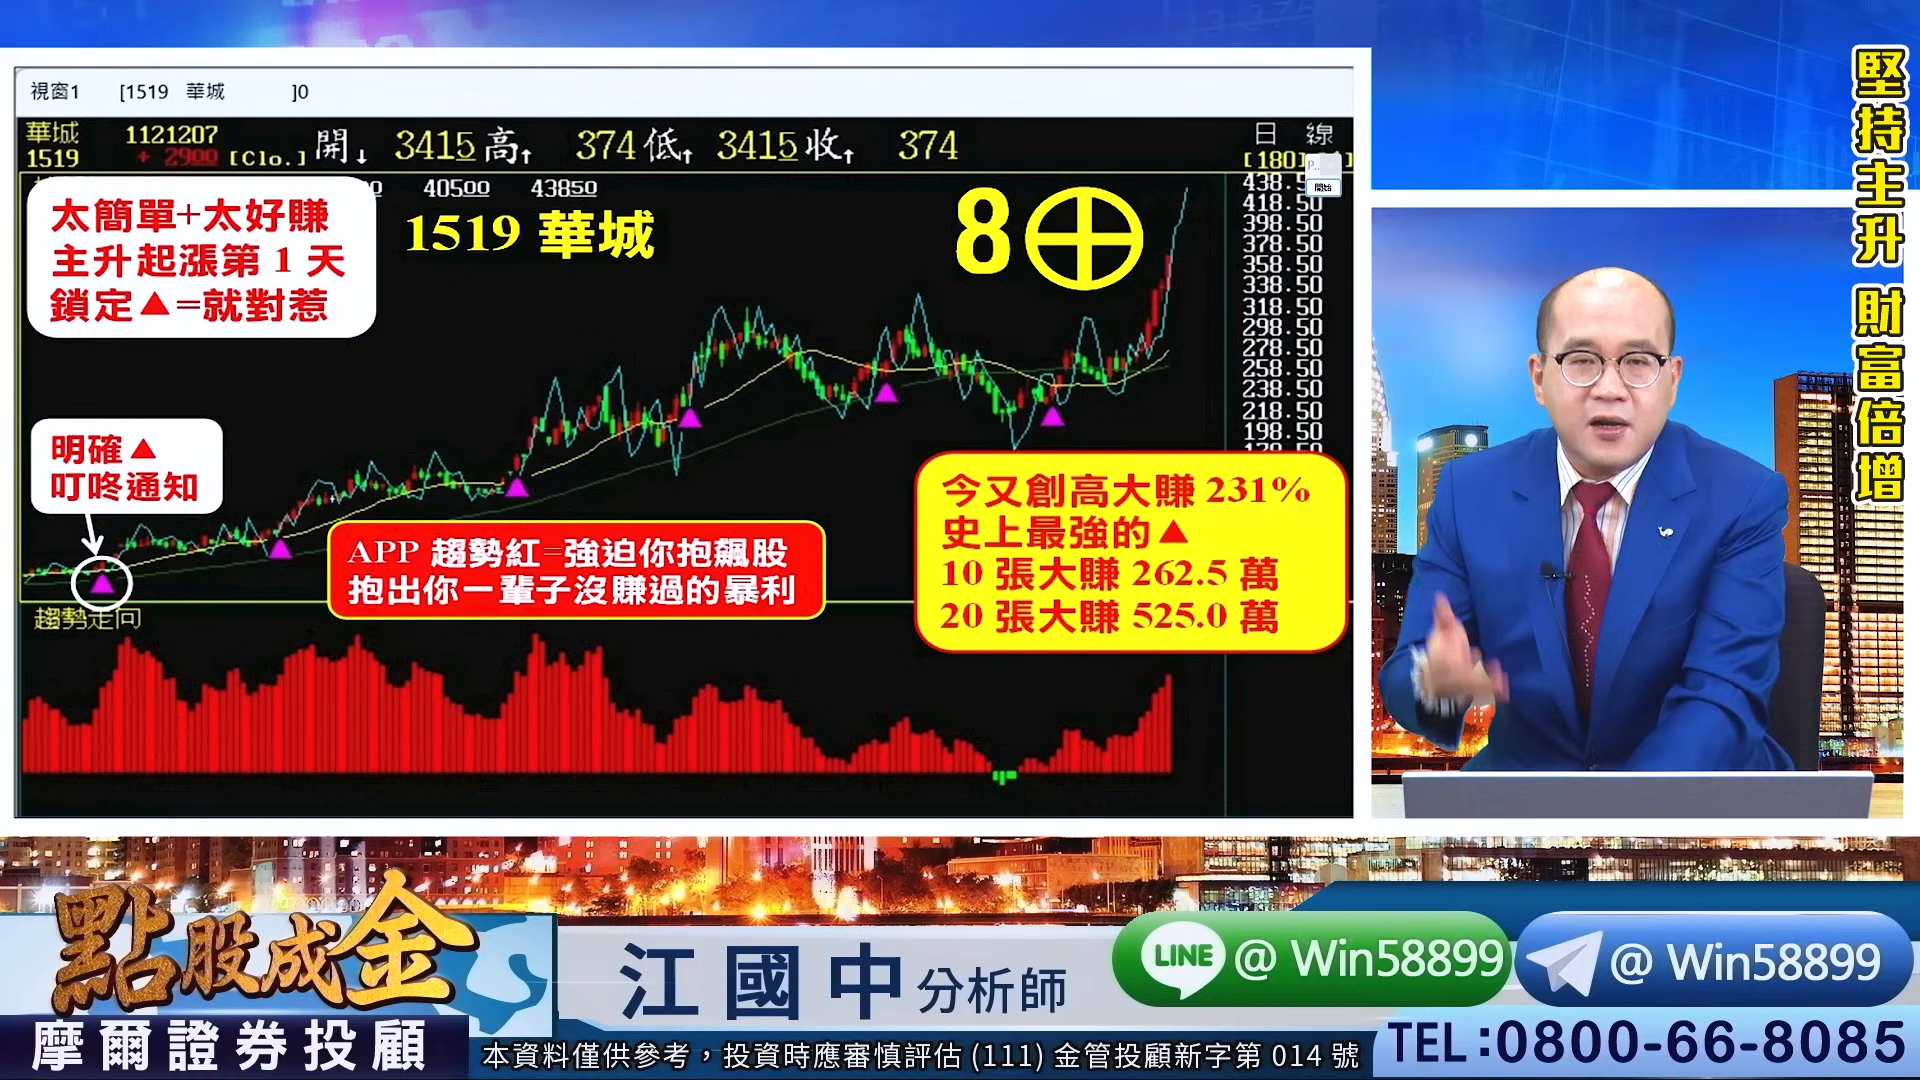 視窗1 [1519 華城 ]0
華城 1121207 開↓ 34150 高↑ 374 低↑ 34150 收↑ 374 日 線
1519 + 2900 [Clo.] [180]
40500 43850
開始
太簡單+太好賺
主升起漲第 1 天
鎖定▲=就對惹
1519 華城
8
438.5
418.50
398.50
378.50
358.50
338.50
318.50
298.50
278.50
258.50
238.50
218.50
198.50
明確▲
叮咚通知
APP 趨勢紅=強迫你抱飆股
抱出你一輩子沒賺過的暴利
今又創高大賺 231%
史上最強的▲
10 張大賺 262.5 萬
20 張大賺 525.0 萬
趨勢走向
堅持主升 財富倍增
點股成金
摩爾證券投顧
江國中 分析師
LINE @ Win58899
@ Win58899
TEL:0800-66-8085
本資料僅供參考，投資時應審慎評估 (111) 金管投顧新字第 014 號